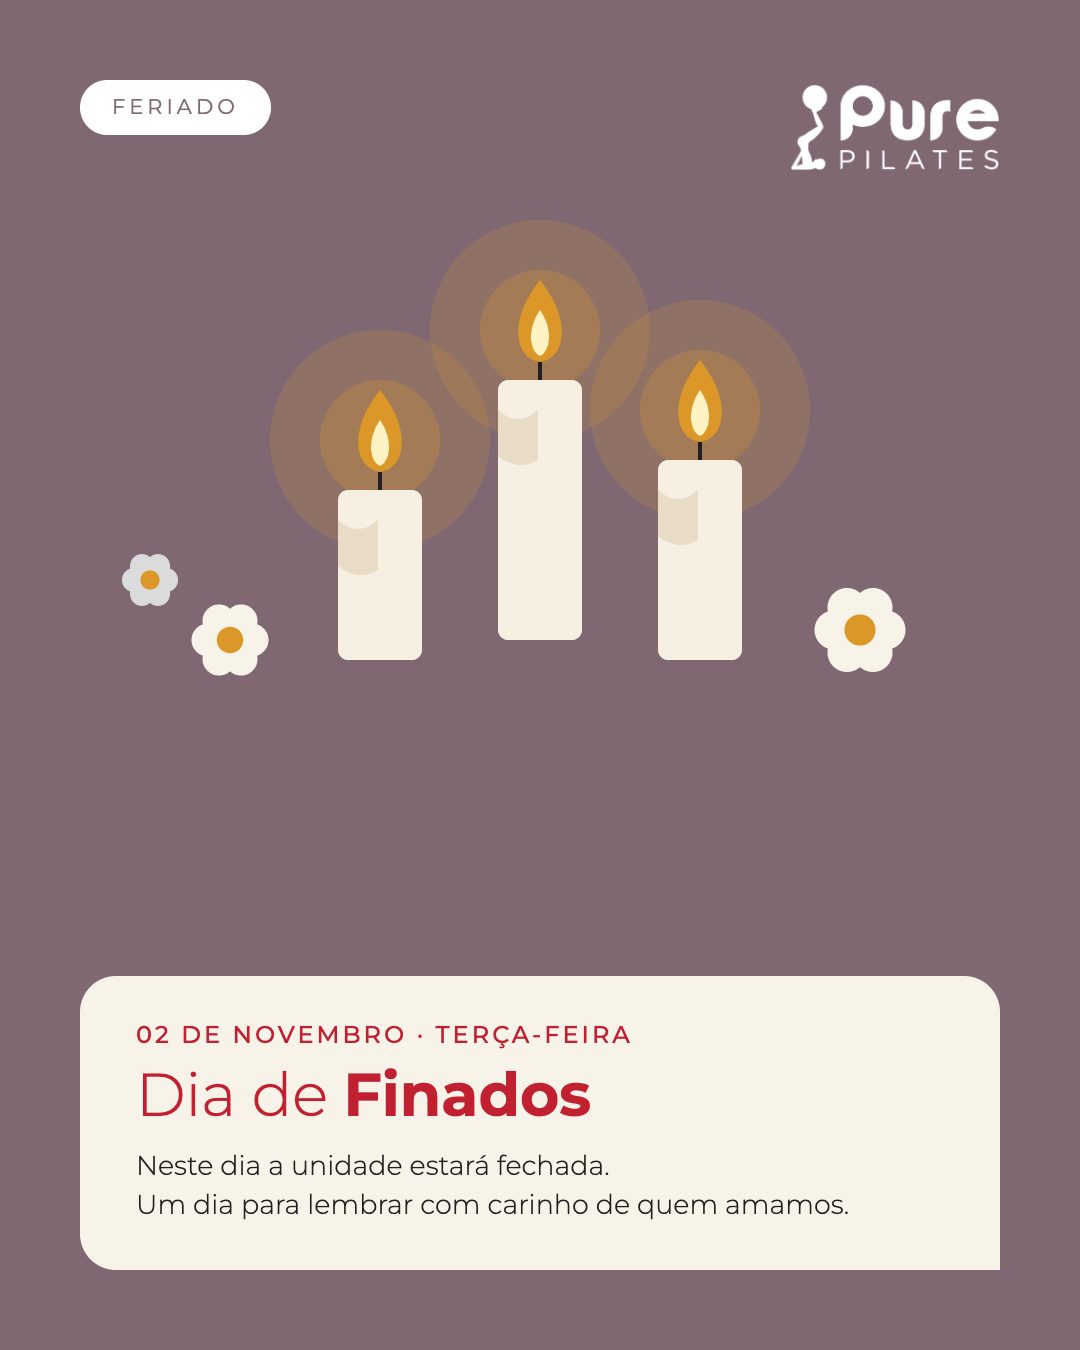 FERIADO
Pure
PILATES
02 DE NOVEMBRO · TERÇA-FEIRA
Dia de Finados
Neste dia a unidade estará fechada.
Um dia para lembrar com carinho de quem amamos.